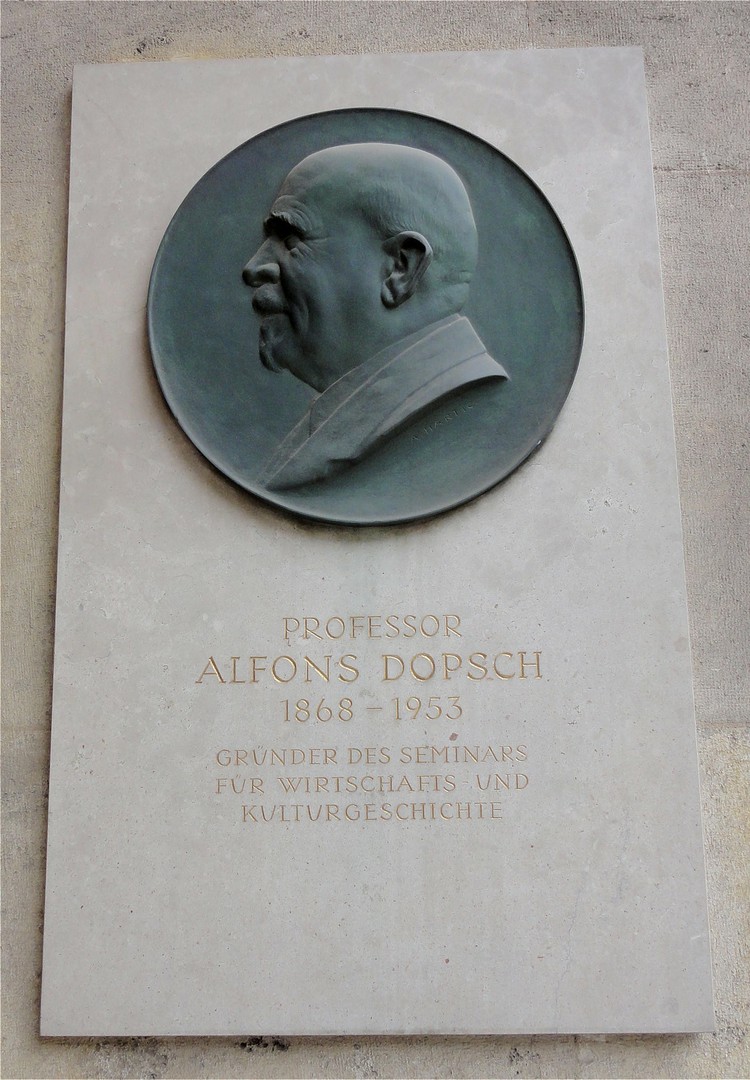 PROFESSOR
ALFONS DOPSCH
1868 – 1953
GRÜNDER DES SEMINARS
FÜR WIRTSCHAFTS- UND
KULTURGESCHICHTE